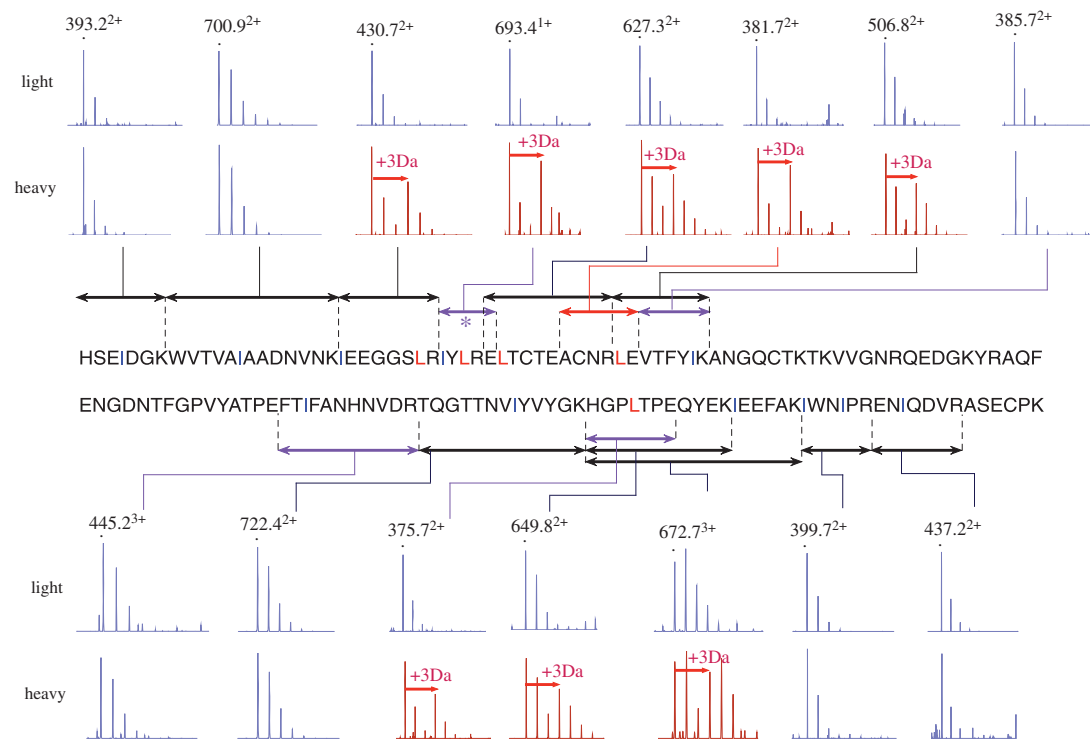 393.2²⁺ 700.9²⁺ 430.7²⁺ 693.4¹⁺ 627.3²⁺ 381.7²⁺ 506.8²⁺ 385.7²⁺
light
heavy
+3Da +3Da +3Da +3Da +3Da
*
HSEIDGKWVTVAIAADNVNKIEEGGSLRIYLRELTCTEACNRLEVTFYIKANGQCTKTKVVGNRQEDGKYRAQF
ENGDNTFGPVYATPEFTIFANHNVDRTQGTTNVIYVYGKHGPLTPEQYEKIEEFAKIWNIPRENIQDVRASECPK
445.2³⁺ 722.4²⁺ 375.7²⁺ 649.8²⁺ 672.7³⁺ 399.7²⁺ 437.2²⁺
light
heavy
+3Da +3Da +3Da